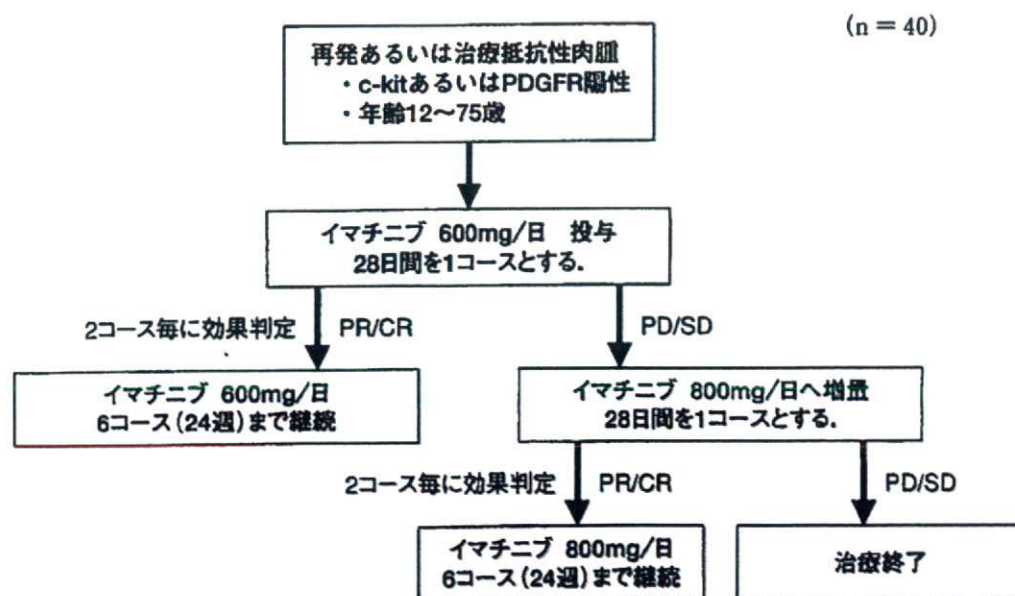 (n = 40)
再発あるいは治療抵抗性肉腫
・c-kitあるいはPDGFR陽性
・年齢12〜75歳
イマチニブ 600mg/日 投与
28日間を1コースとする.
2コース毎に効果判定 PR/CR
PD/SD
イマチニブ 600mg/日
6コース(24週)まで継続
イマチニブ 800mg/日へ増量
28日間を1コースとする.
2コース毎に効果判定 PR/CR
PD/SD
イマチニブ 800mg/日
6コース(24週)まで継続
治療終了